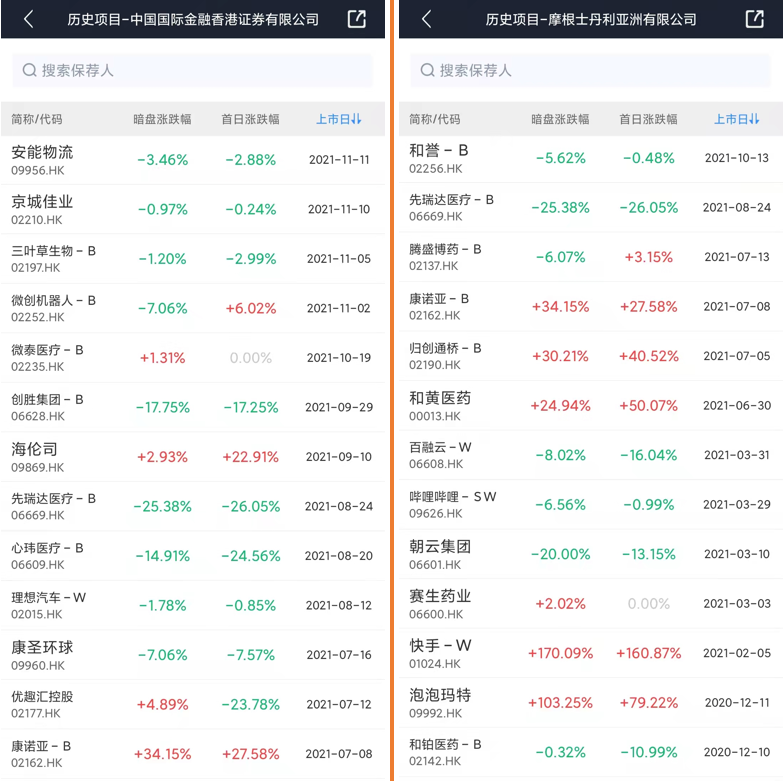 历史项目-中国国际金融香港证券有限公司
搜索保荐人
简称/代码 暗盘涨跌幅 首日涨跌幅 上市日
安能物流 -3.46% -2.88% 2021-11-11
09956.HK
京城佳业 -0.97% -0.24% 2021-11-10
02210.HK
三叶草生物-B -1.20% -2.99% 2021-11-05
02197.HK
微创机器人-B -7.06% +6.02% 2021-11-02
02252.HK
微泰医疗-B +1.31% 0.00% 2021-10-19
02235.HK
创胜集团-B -17.75% -17.25% 2021-09-29
06628.HK
海伦司 +2.93% +22.91% 2021-09-10
09869.HK
先瑞达医疗-B -25.38% -26.05% 2021-08-24
06669.HK
心玮医疗-B -14.91% -24.56% 2021-08-20
06609.HK
理想汽车-W -1.78% -0.85% 2021-08-12
02015.HK
康圣环球 -7.06% -7.57% 2021-07-16
09960.HK
优趣汇控股 +4.89% -23.78% 2021-07-12
02177.HK
康诺亚-B +34.15% +27.58% 2021-07-08
02162.HK
历史项目-摩根士丹利亚洲有限公司
搜索保荐人
简称/代码 暗盘涨跌幅 首日涨跌幅 上市日
和誉-B -5.62% -0.48% 2021-10-13
02256.HK
先瑞达医疗-B -25.38% -26.05% 2021-08-24
06669.HK
腾盛博药-B -6.07% +3.15% 2021-07-13
02137.HK
康诺亚-B +34.15% +27.58% 2021-07-08
02162.HK
归创通桥-B +30.21% +40.52% 2021-07-05
02190.HK
和黄医药 +24.94% +50.07% 2021-06-30
00013.HK
百融云-W -8.02% -16.04% 2021-03-31
06608.HK
哔哩哔哩-SW -6.56% -0.99% 2021-03-29
09626.HK
朝云集团 -20.00% -13.15% 2021-03-10
06601.HK
赛生药业 +2.02% 0.00% 2021-03-03
06600.HK
快手-W +170.09% +160.87% 2021-02-05
01024.HK
泡泡玛特 +103.25% +79.22% 2020-12-11
09992.HK
和铂医药-B -0.32% -10.99% 2020-12-10
02142.HK